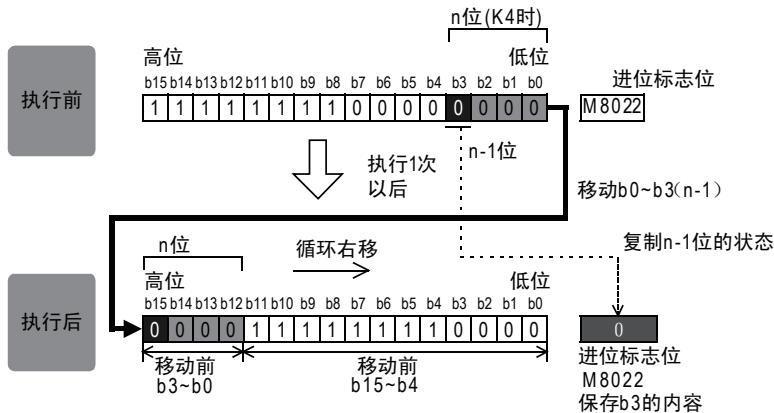 n位(K4时)
高位
低位
b15 b14 b13 b12 b11 b10 b9 b8 b7 b6 b5 b4 b3 b2 b1 b0
进位标志位
执行前
1 1 1 1 1 1 1 1 0 0 0 0 0 0 0 0
M8022
执行1次
以后
n-1位
移动b0~b3(n-1)
n位
循环右移
复制n-1位的状态
高位
低位
b15 b14 b13 b12 b11 b10 b9 b8 b7 b6 b5 b4 b3 b2 b1 b0
执行后
0 0 0 0 1 1 1 1 1 1 1 1 0 0 0 0
0
移动前
b3~b0
移动前
b15~b4
进位标志位
M8022
保存b3的内容